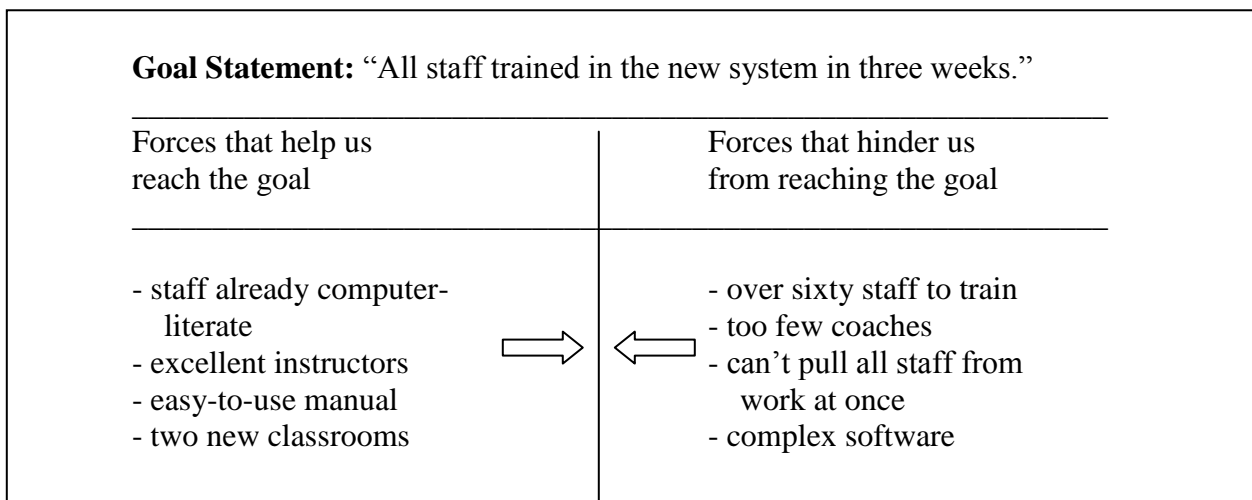 Goal Statement: “All staff trained in the new system in three weeks.”
Forces that help us
reach the goal
Forces that hinder us
from reaching the goal
- staff already computer-
literate
- excellent instructors
- easy-to-use manual
- two new classrooms
- over sixty staff to train
- too few coaches
- can’t pull all staff from
work at once
- complex software